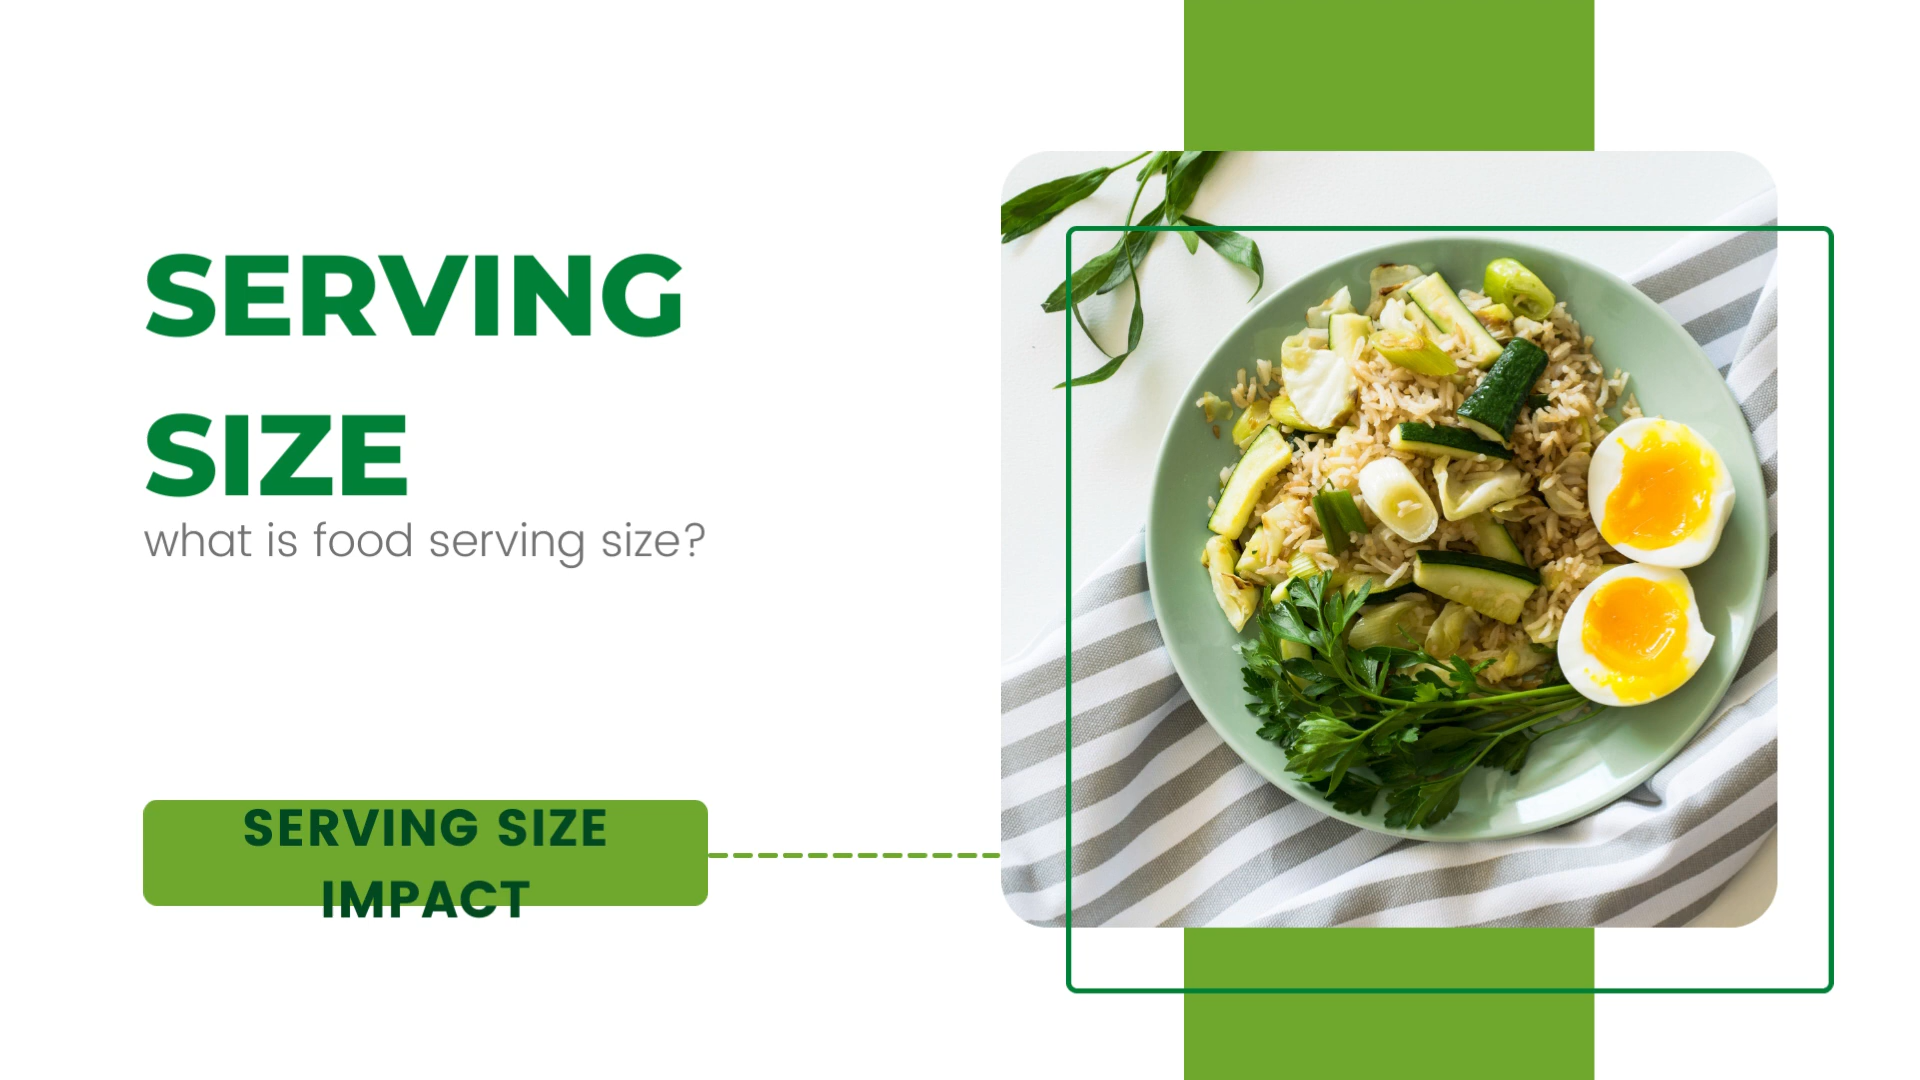 SERVING
SIZE
what is food serving size?
SERVING SIZE
IMPACT